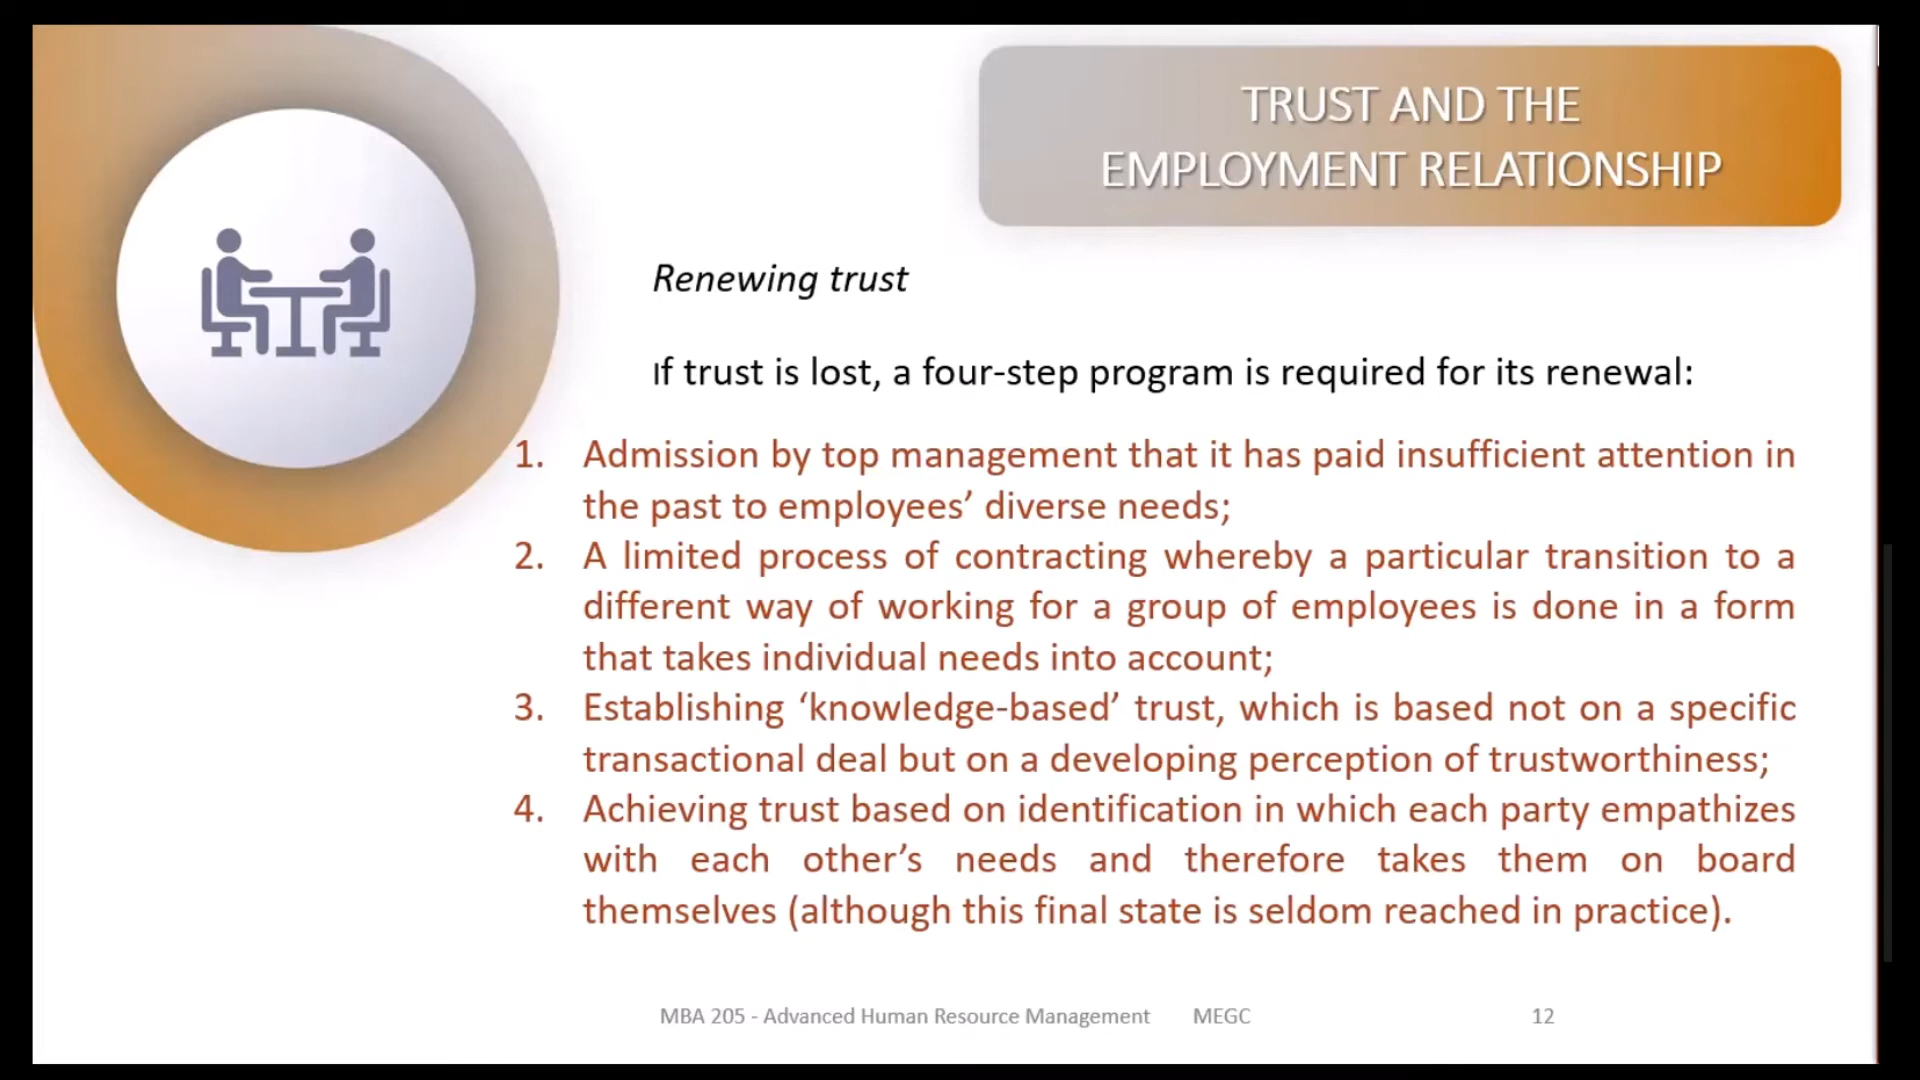 TRUST AND THE
EMPLOYMENT RELATIONSHIP
Renewing trust
If trust is lost, a four-step program is required for its renewal:
1. Admission by top management that it has paid insufficient attention in
the past to employees’ diverse needs;
2. A limited process of contracting whereby a particular transition to a
different way of working for a group of employees is done in a form
that takes individual needs into account;
3. Establishing ‘knowledge-based’ trust, which is based not on a specific
transactional deal but on a developing perception of trustworthiness;
4. Achieving trust based on identification in which each party empathizes
with each other’s needs and therefore takes them on board
themselves (although this final state is seldom reached in practice).
MBA 205 - Advanced Human Resource Management MEGC 12